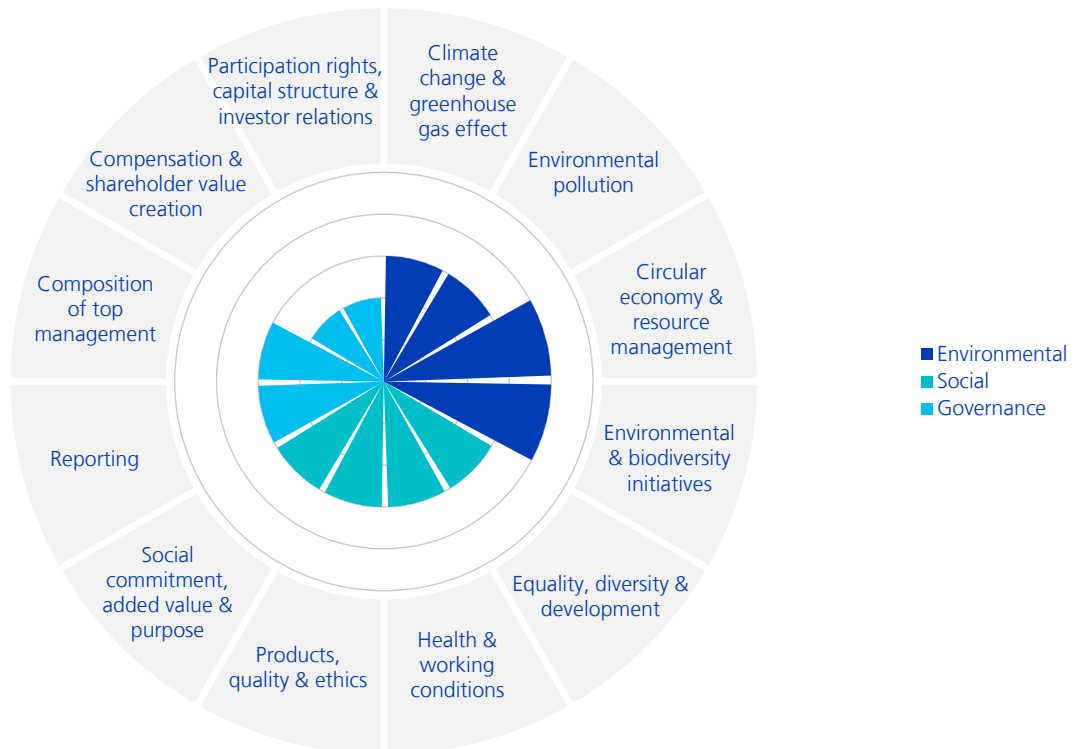 Participation rights,
capital structure &
investor relations
Climate
change &
greenhouse
gas effect
Environmental
pollution
Circular
economy &
resource
management
Environmental
& biodiversity
initiatives
Equality, diversity &
development
Health &
working
conditions
Products,
quality & ethics
Social
commitment,
added value &
purpose
Reporting
Composition
of top
management
Compensation &
shareholder value
creation
Environmental
Social
Governance